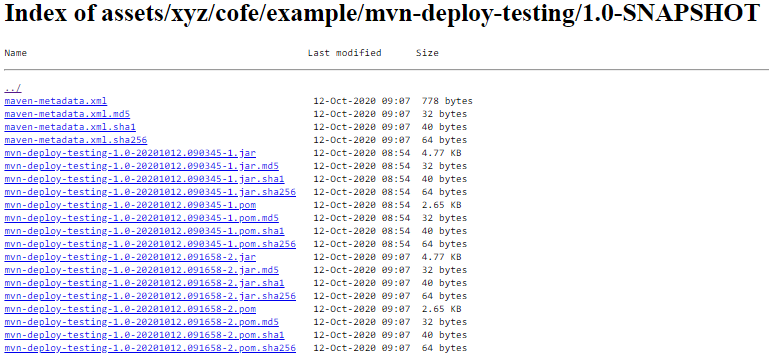 Index of assets/xyz/cofe/example/mvn-deploy-testing/1.0-SNAPSHOT
Name Last modified Size
../
maven-metadata.xml 12-Oct-2020 09:07 778 bytes
maven-metadata.xml.md5 12-Oct-2020 09:07 32 bytes
maven-metadata.xml.sha1 12-Oct-2020 09:07 40 bytes
maven-metadata.xml.sha256 12-Oct-2020 09:07 64 bytes
mvn-deploy-testing-1.0-20201012.090345-1.jar 12-Oct-2020 08:54 4.77 KB
mvn-deploy-testing-1.0-20201012.090345-1.jar.md5 12-Oct-2020 08:54 32 bytes
mvn-deploy-testing-1.0-20201012.090345-1.jar.sha1 12-Oct-2020 08:54 40 bytes
mvn-deploy-testing-1.0-20201012.090345-1.jar.sha256 12-Oct-2020 08:54 64 bytes
mvn-deploy-testing-1.0-20201012.090345-1.pom 12-Oct-2020 08:54 2.65 KB
mvn-deploy-testing-1.0-20201012.090345-1.pom.md5 12-Oct-2020 08:54 32 bytes
mvn-deploy-testing-1.0-20201012.090345-1.pom.sha1 12-Oct-2020 08:54 40 bytes
mvn-deploy-testing-1.0-20201012.090345-1.pom.sha256 12-Oct-2020 08:54 64 bytes
mvn-deploy-testing-1.0-20201012.091658-2.jar 12-Oct-2020 09:07 4.77 KB
mvn-deploy-testing-1.0-20201012.091658-2.jar.md5 12-Oct-2020 09:07 32 bytes
mvn-deploy-testing-1.0-20201012.091658-2.jar.sha1 12-Oct-2020 09:07 40 bytes
mvn-deploy-testing-1.0-20201012.091658-2.jar.sha256 12-Oct-2020 09:07 64 bytes
mvn-deploy-testing-1.0-20201012.091658-2.pom 12-Oct-2020 09:07 2.65 KB
mvn-deploy-testing-1.0-20201012.091658-2.pom.md5 12-Oct-2020 09:07 32 bytes
mvn-deploy-testing-1.0-20201012.091658-2.pom.sha1 12-Oct-2020 09:07 40 bytes
mvn-deploy-testing-1.0-20201012.091658-2.pom.sha256 12-Oct-2020 09:07 64 bytes